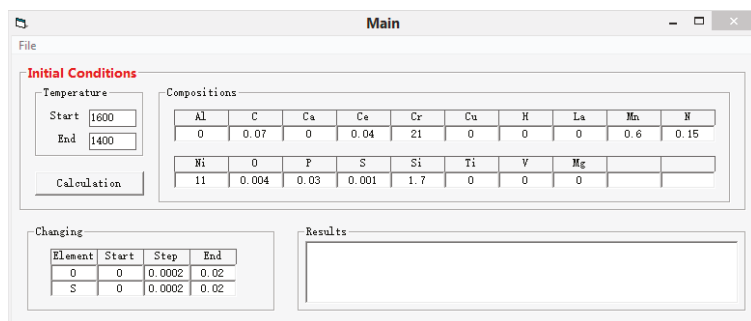 Main
File
Initial Conditions
Temperature
Start 1600
End 1400
Calculation
Compositions
Al C Ca Ce Cr Cu H La Mn N
0 0.07 0 0.04 21 0 0 0 0.6 0.15
Ni O P S Si Ti V Mg
11 0.004 0.03 0.001 1.7 0 0 0
Changing
Element Start Step End
O 0 0.0002 0.02
S 0 0.0002 0.02
Results